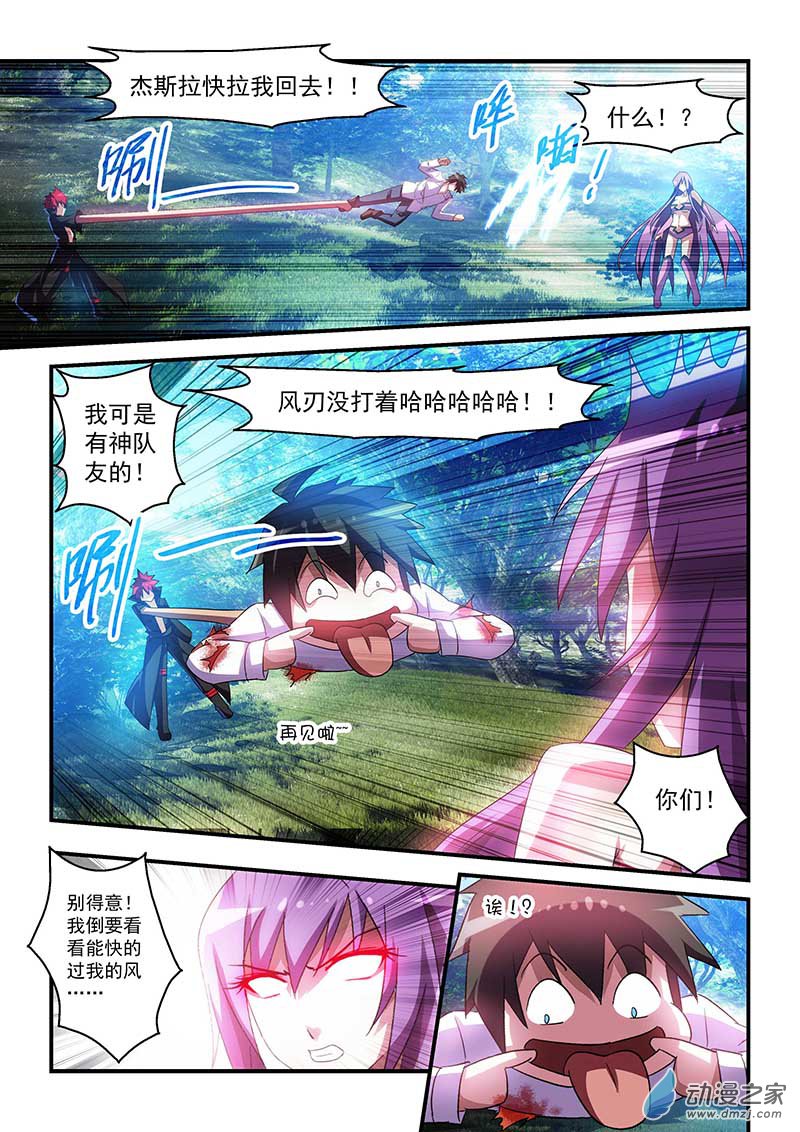 杰斯拉快拉我回去！！
什么！？
唰
呼
啪！
我可是
有神队
友的！
风刃没打着哈哈哈哈哈！！
唰
再见啦~~
你们！
别得意！
我倒要看
看能快的
过我的风
……
诶！？
动漫之家
www.dmzj.com